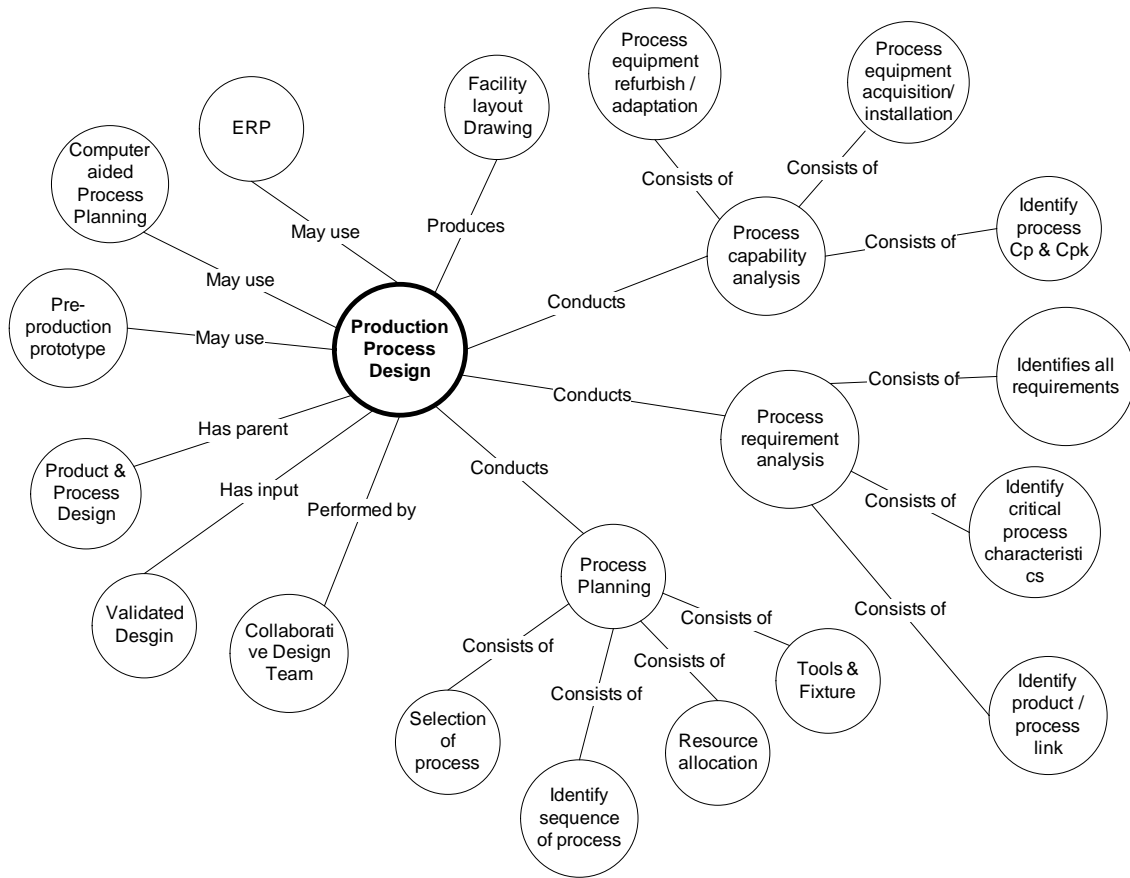 Process
equipment
refurbish /
adaptation
Process
equipment
acquisition/
installation
Facility
layout
Drawing
ERP
Computer
aided
Process
Planning
Consists of
Consists of
Identify
process
Cp & Cpk
Produces
May use
Process
capability
analysis
Consists of
May use
Pre-
production
prototype
May use
Production
Process
Design
Conducts
Identifies all
requirements
Consists of
Conducts
Process
requirement
analysis
Has parent
Product &
Process
Design
Has input
Performed by
Conducts
Consists of
Identify
critical
process
characteristi
cs
Process
Planning
Validated
Desgin
Collaborati
ve Design
Team
Consists of
Consists of
Consists of
Consists of
Consists of
Tools &
Fixture
Selection
of
process
Resource
allocation
Identify
product /
process
link
Identify
sequence
of process